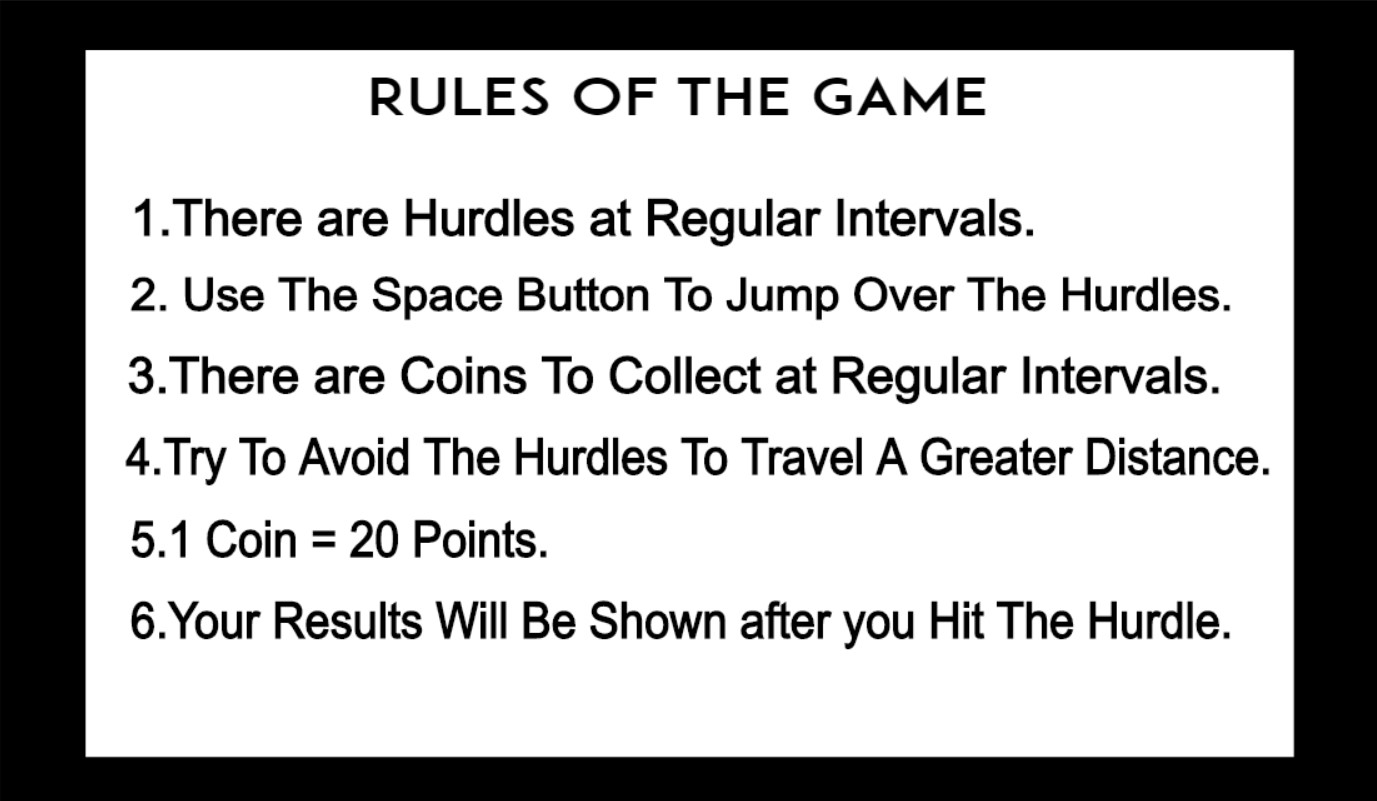 RULES OF THE GAME
1.There are Hurdles at Regular Intervals.
2. Use The Space Button To Jump Over The Hurdles.
3.There are Coins To Collect at Regular Intervals.
4.Try To Avoid The Hurdles To Travel A Greater Distance.
5.1 Coin = 20 Points.
6.Your Results Will Be Shown after you Hit The Hurdle.